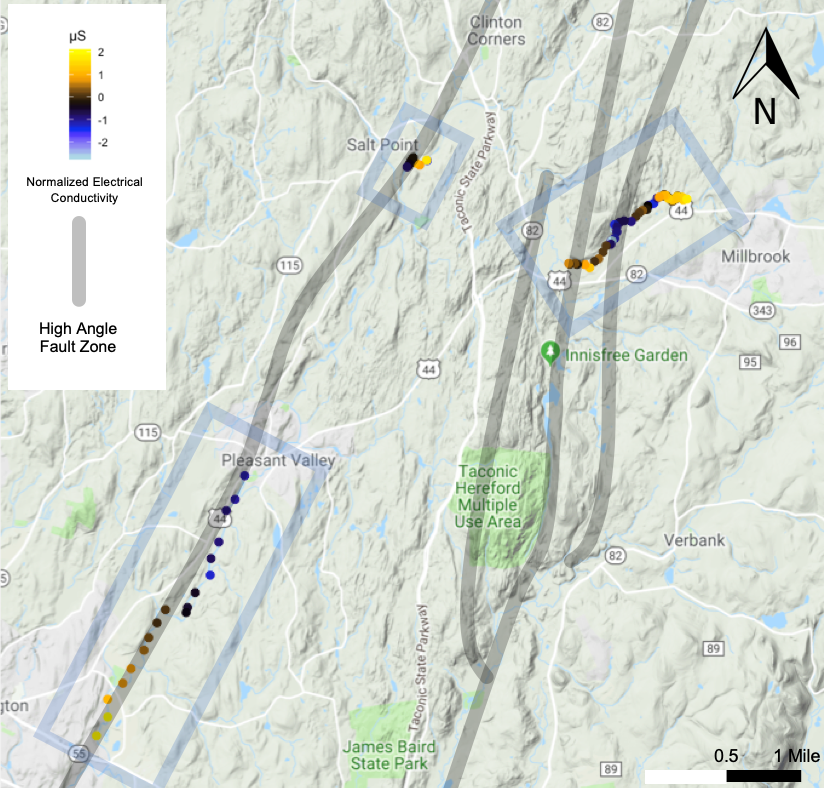 µS
2
1
0
-1
-2
Normalized Electrical
Conductivity
High Angle
Fault Zone
Clinton
Corners
82
N
Salt Point
Taconic State Parkway
44
82
Millbrook
115
44
82
343
Innisfree Garden
96
95
44
115
Pleasant Valley
Taconic
Hereford
Multiple
Use Area
44
82
Verbank
Taconic State Parkway
89
gton
55
James Baird
State Park
0.5
1 Mile
89